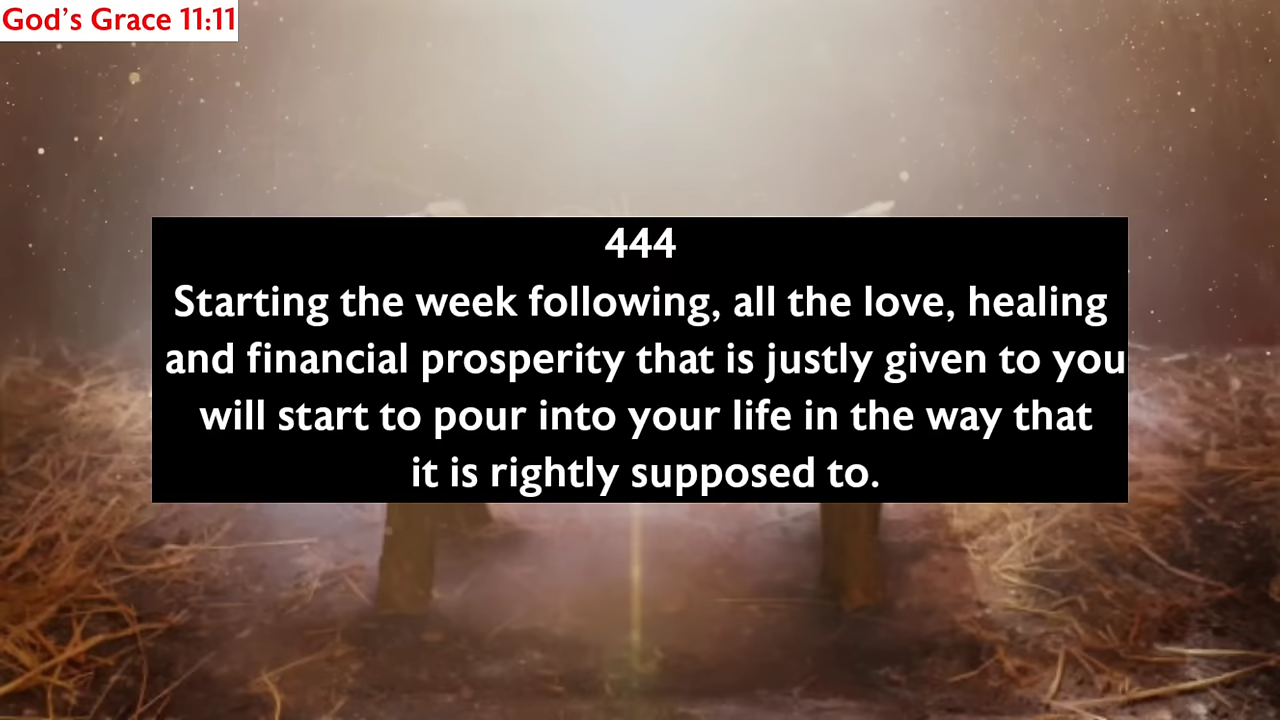 God's Grace 11:11
444
Starting the week following, all the love, healing
and financial prosperity that is justly given to you
will start to pour into your life in the way that
it is rightly supposed to.